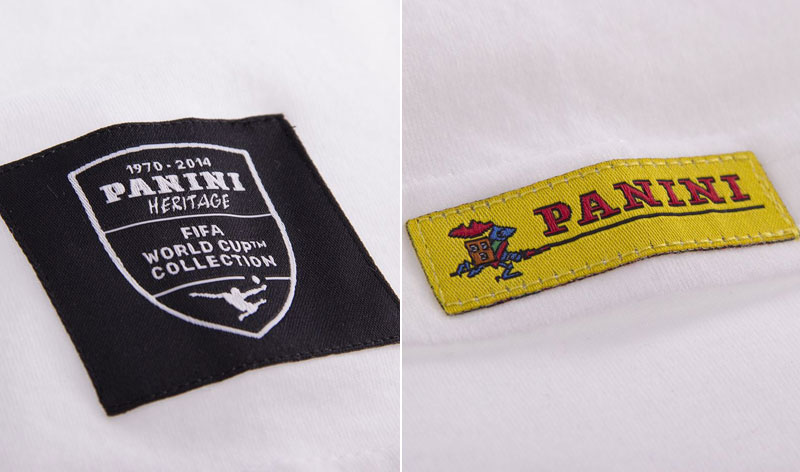 1970 - 2014
PANINI
HERITAGE
FIFA
WORLD CUP™
COLLECTION
PANINI